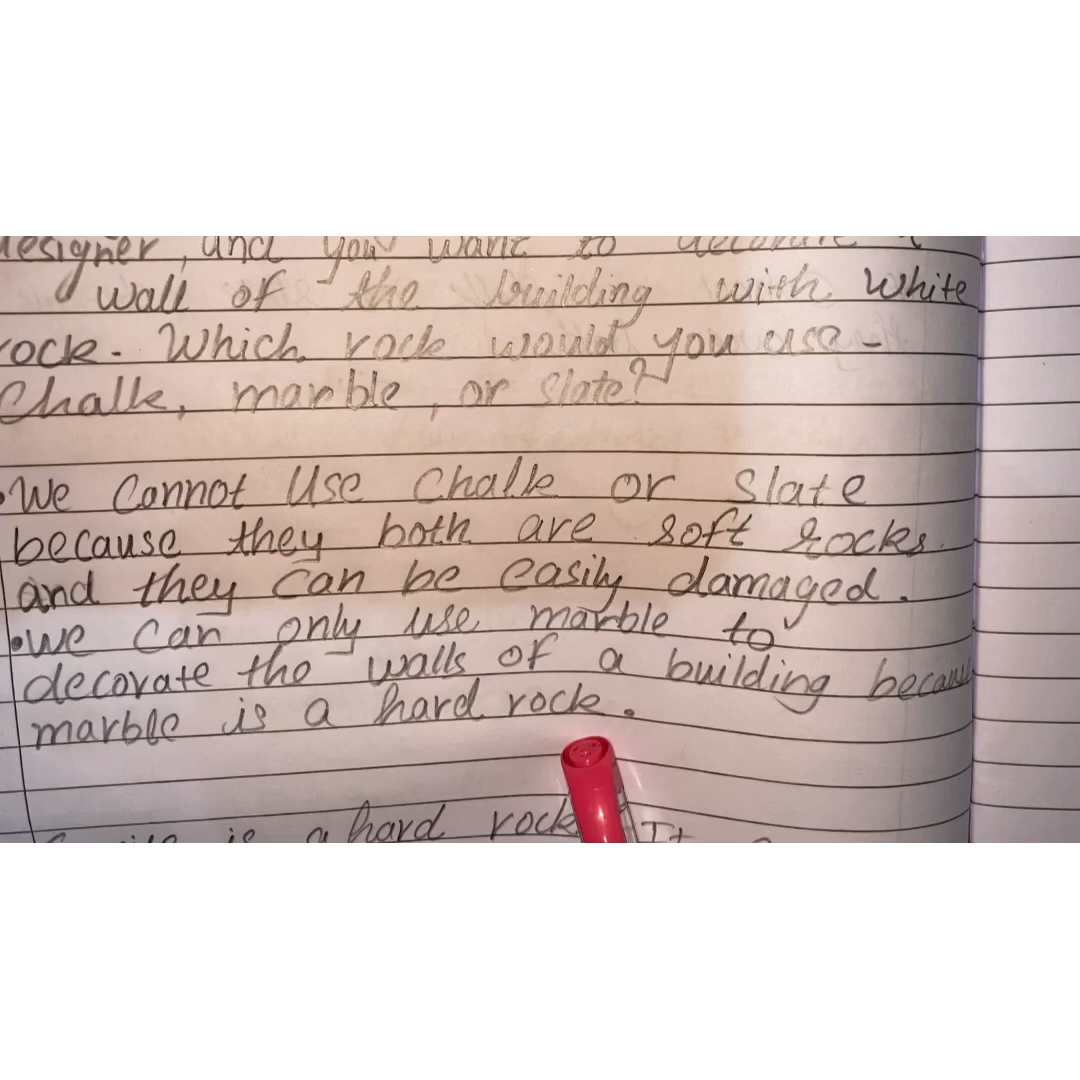 designer, and you want to decorate a
wall of the building with white
rock. Which rock would you use -
Chalk, marble, or slate?
• We Cannot Use Chalk or Slate
because they both are soft rocks
and they can be easily damaged.
• we can only use marble to
decorate the walls of a building because
marble is a hard rock.
is a hard rock It